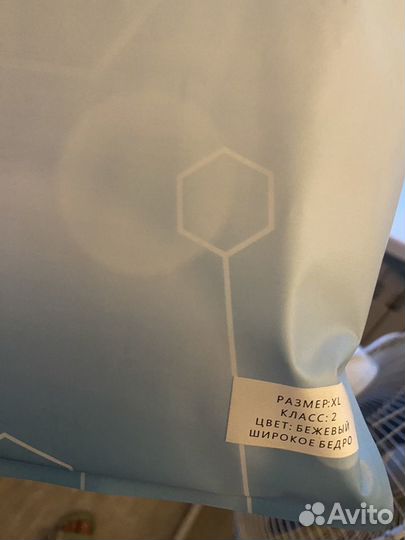 РАЗМЕР:XL
КЛАСС: 2
ЦВЕТ: БЕЖЕВЫЙ
ШИРОКОЕ БЕДРО
Avito